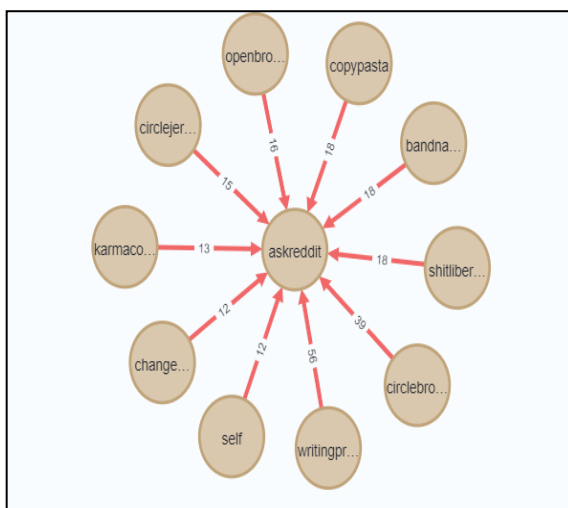 openbro...
copypasta
circlejer...
bandna...
16
18
18
15
karmaco...
13
askreddit
18
shitliber...
12
39
change...
12
56
circlebro...
self
writingpr...